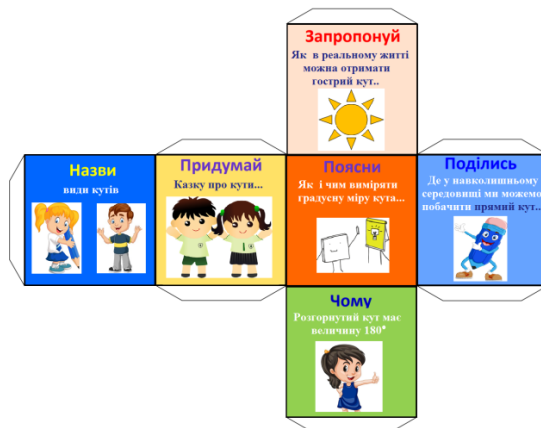 Запропонуй
Як в реальному житті
можна отримати
гострий кут..
Назви
види кутів
Придумай
Казку про кути...
Поясни
Як і чим виміряти
градусну міру кута...
Поділись
Де у навколишньому
середовищі ми можемо
побачити прямий кут..
Чому
Розгорнутий кут має
величину 180°